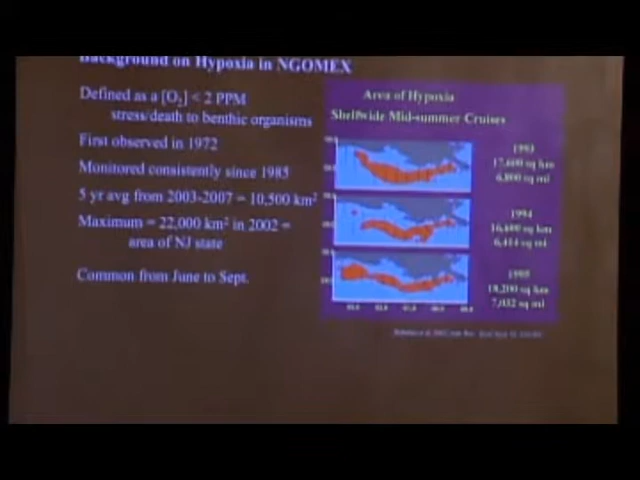 Background on Hypoxia in NGOMEX
Defined as a [O₂] < 2 PPM
stress/death to benthic organisms
First observed in 1972
Monitored consistently since 1985
5 yr avg from 2003-2007 = 10,500 km²
Maximum = 22,000 km² in 2002 =
area of NJ state
Common from June to Sept.
Area of Hypoxia
Shelfwide Mid-summer Cruises
1993
17,600 sq km
6,800 sq mi
1994
16,600 sq km
6,414 sq mi
1995
18,200 sq km
7,032 sq mi